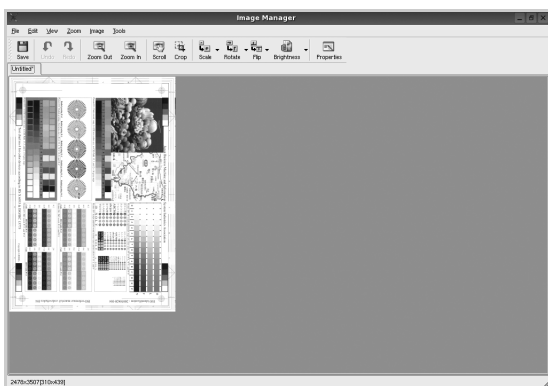 Image Manager
File Edit View Zoom Image Tools
Save Undo Redo Zoom Out Zoom In Scroll Crop Scale Rotate Flip Brightness Properties
Untitled*
2478x3507[310x439]